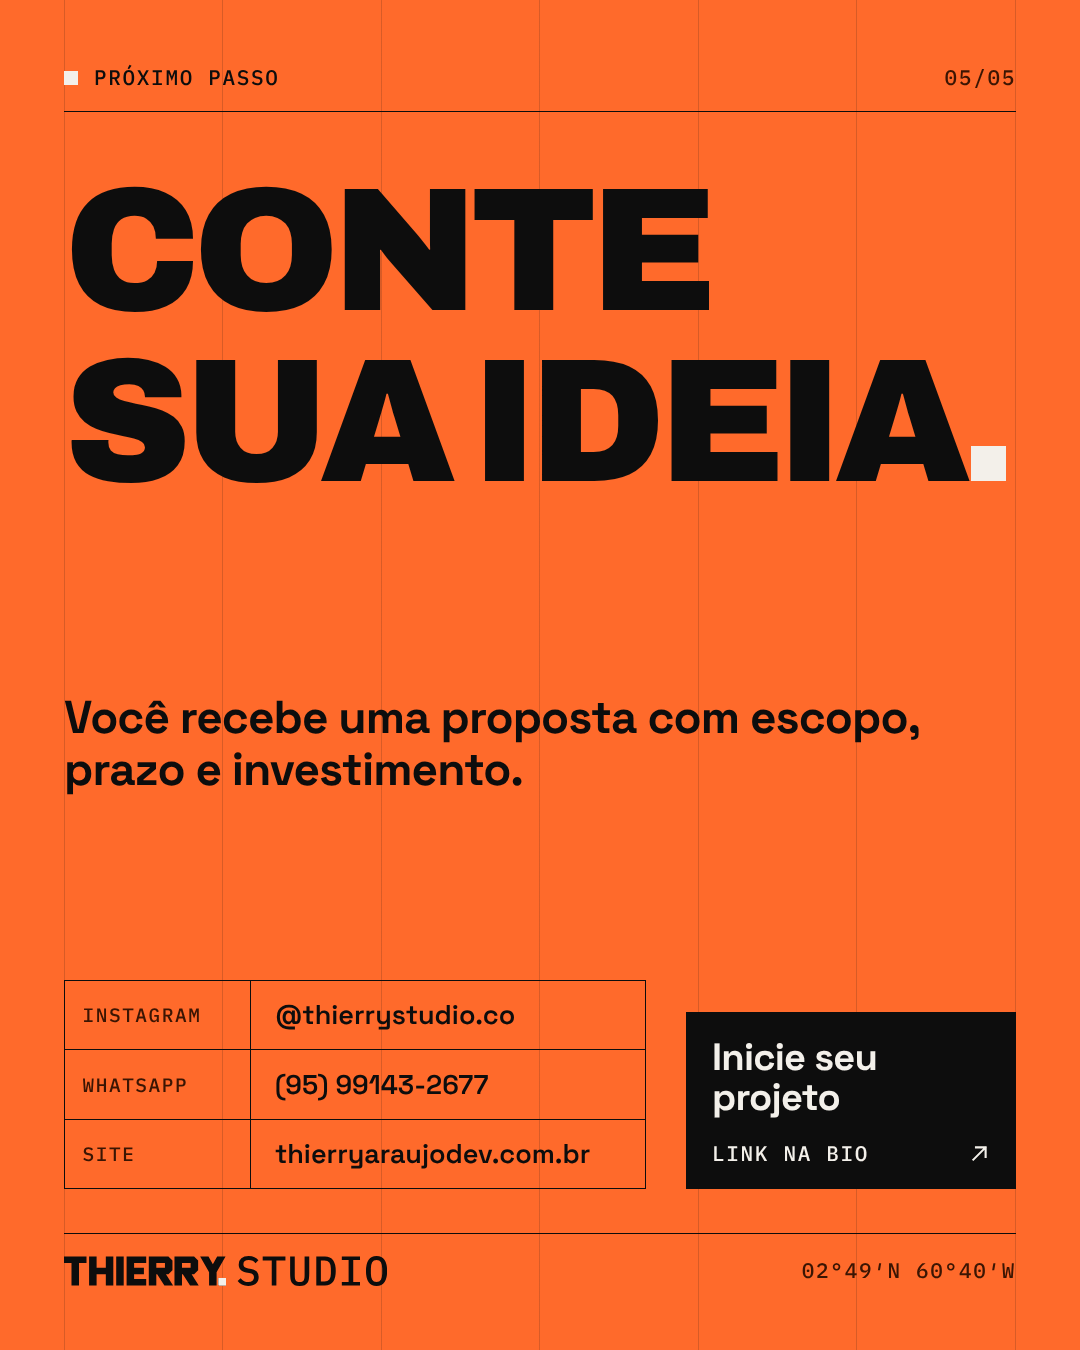 PRÓXIMO PASSO
05/05
CONTE
SUA IDEIA.
Você recebe uma proposta com escopo,
prazo e investimento.
INSTAGRAM @thierrystudio.co
WHATSAPP (95) 99143-2677
SITE thierryaraujodev.com.br
Inicie seu
projeto
LINK NA BIO ↗
THIERRY. STUDIO
02°49′N 60°40′W